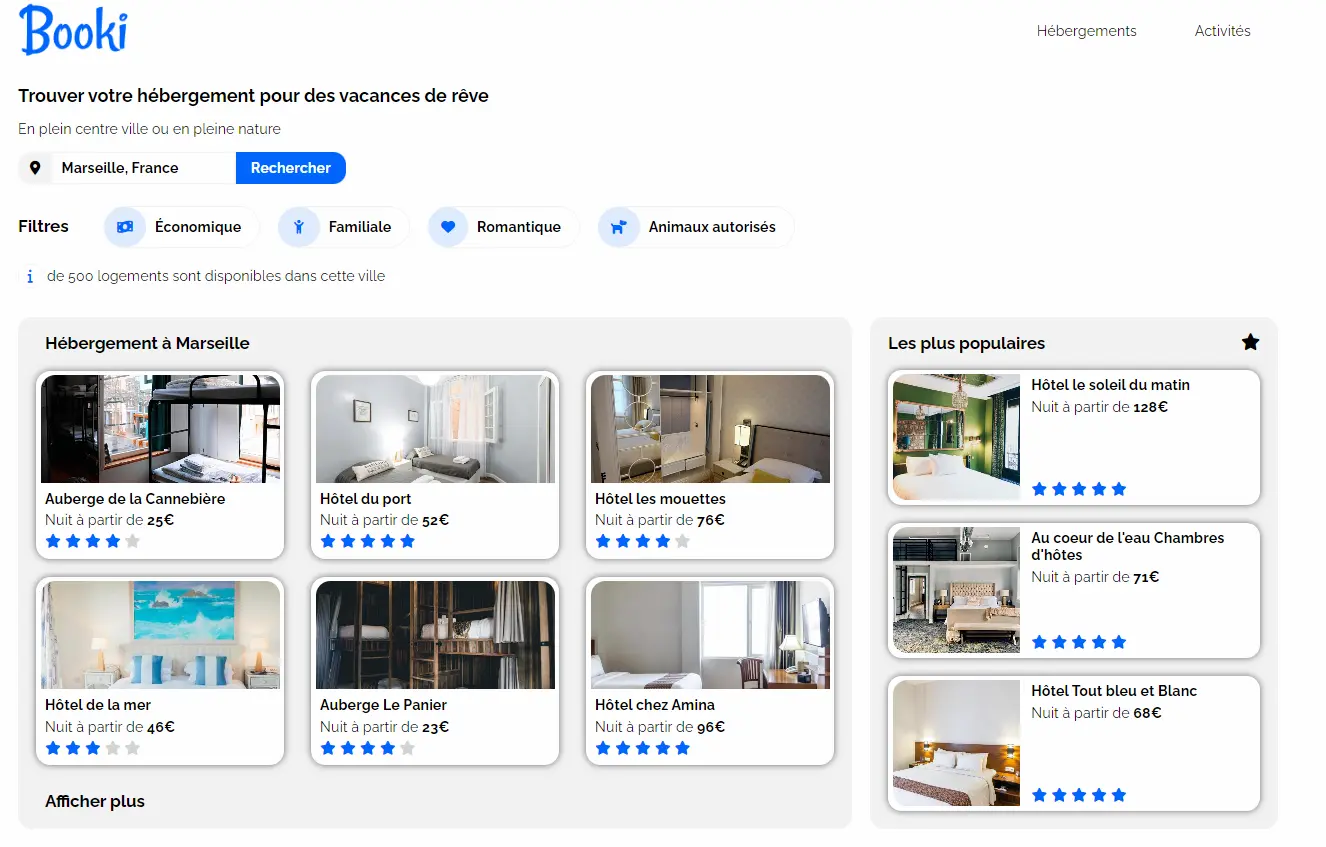 Booki
Hébergements
Activités
Trouver votre hébergement pour des vacances de rêve
En plein centre ville ou en pleine nature
Marseille, France
Rechercher
Filtres
Économique
Familiale
Romantique
Animaux autorisés
de 500 logements sont disponibles dans cette ville
Hébergement à Marseille
Auberge de la Cannebière
Nuit à partir de 25€
Hôtel du port
Nuit à partir de 52€
Hôtel les mouettes
Nuit à partir de 76€
Hôtel de la mer
Nuit à partir de 46€
Auberge Le Panier
Nuit à partir de 23€
Hôtel chez Amina
Nuit à partir de 96€
Afficher plus
Les plus populaires
Hôtel le soleil du matin
Nuit à partir de 128€
Au coeur de l'eau Chambres
d'hôtes
Nuit à partir de 71€
Hôtel Tout bleu et Blanc
Nuit à partir de 68€